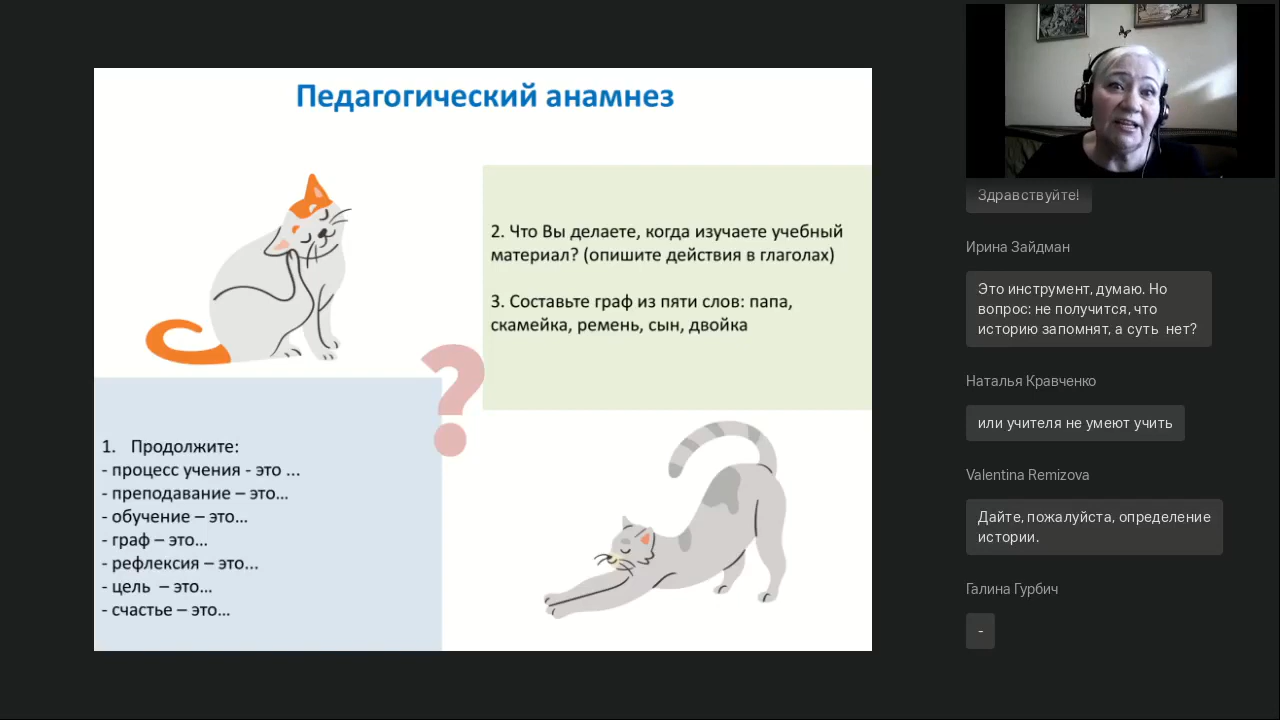 Педагогический анамнез
2. Что Вы делаете, когда изучаете учебный
материал? (опишите действия в глаголах)
3. Составьте граф из пяти слов: папа,
скамейка, ремень, сын, двойка
?
1. Продолжите:
- процесс учения - это ...
- преподавание – это...
- обучение – это...
- граф – это...
- рефлексия – это...
- цель – это...
- счастье – это...
Здравствуйте!
Ирина Зайдман
Это инструмент, думаю. Но
вопрос: не получится, что
историю запомнят, а суть нет?
Наталья Кравченко
или учителя не умеют учить
Valentina Remizova
Дайте, пожалуйста, определение
истории.
Галина Гурбич
-